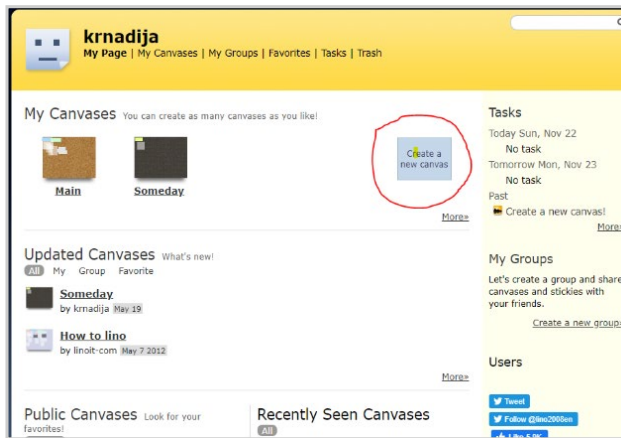 krnadija
My Page | My Canvases | My Groups | Favorites | Tasks | Trash
My Canvases You can create as many canvases as you like!
Main
Someday
Create a
new canvas
More»
Updated Canvases What's new!
All My Group Favorite
Someday
by krnadija May 19
How to lino
by linoit-com May 7 2012
More»
Public Canvases Look for your
favorites!
Recently Seen Canvases
All
Tasks
Today Sun, Nov 22
No task
Tomorrow Mon, Nov 23
No task
Past
Create a new canvas!
More»
My Groups
Let's create a group and share
canvases and stickies with
your friends.
Create a new group»
Users
Tweet
Follow @lino2008en
Like 5.9K